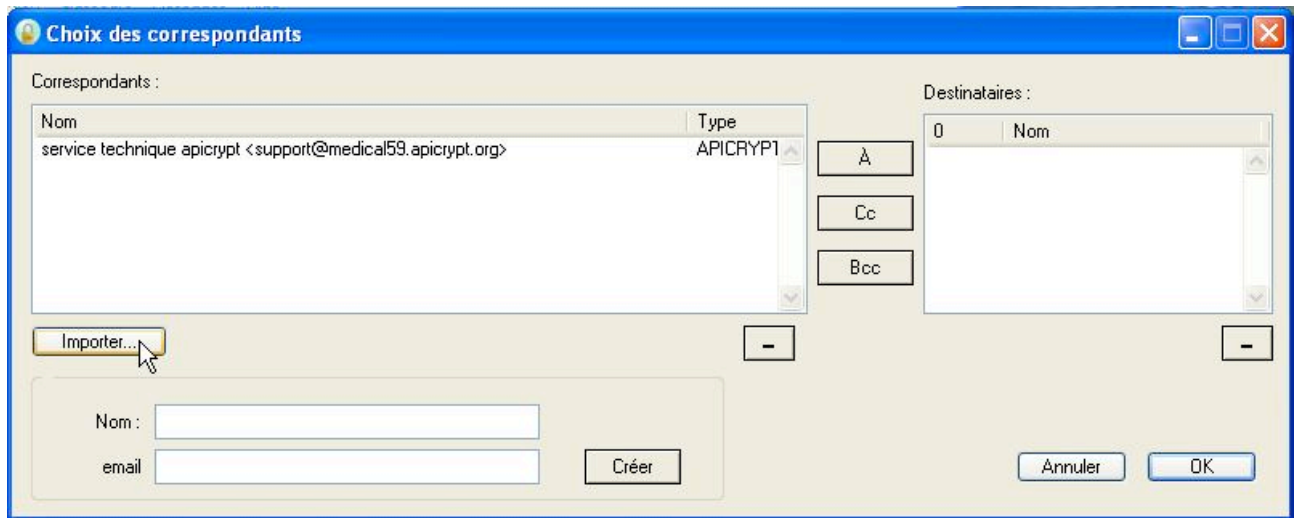 Choix des correspondants
Correspondants :
Destinataires :
Nom Type
0 Nom
service technique apicrypt <support@medical59.apicrypt.org> APICRYPT
À
Cc
Bcc
Importer...
-
-
Nom :
email
Créer
Annuler
OK